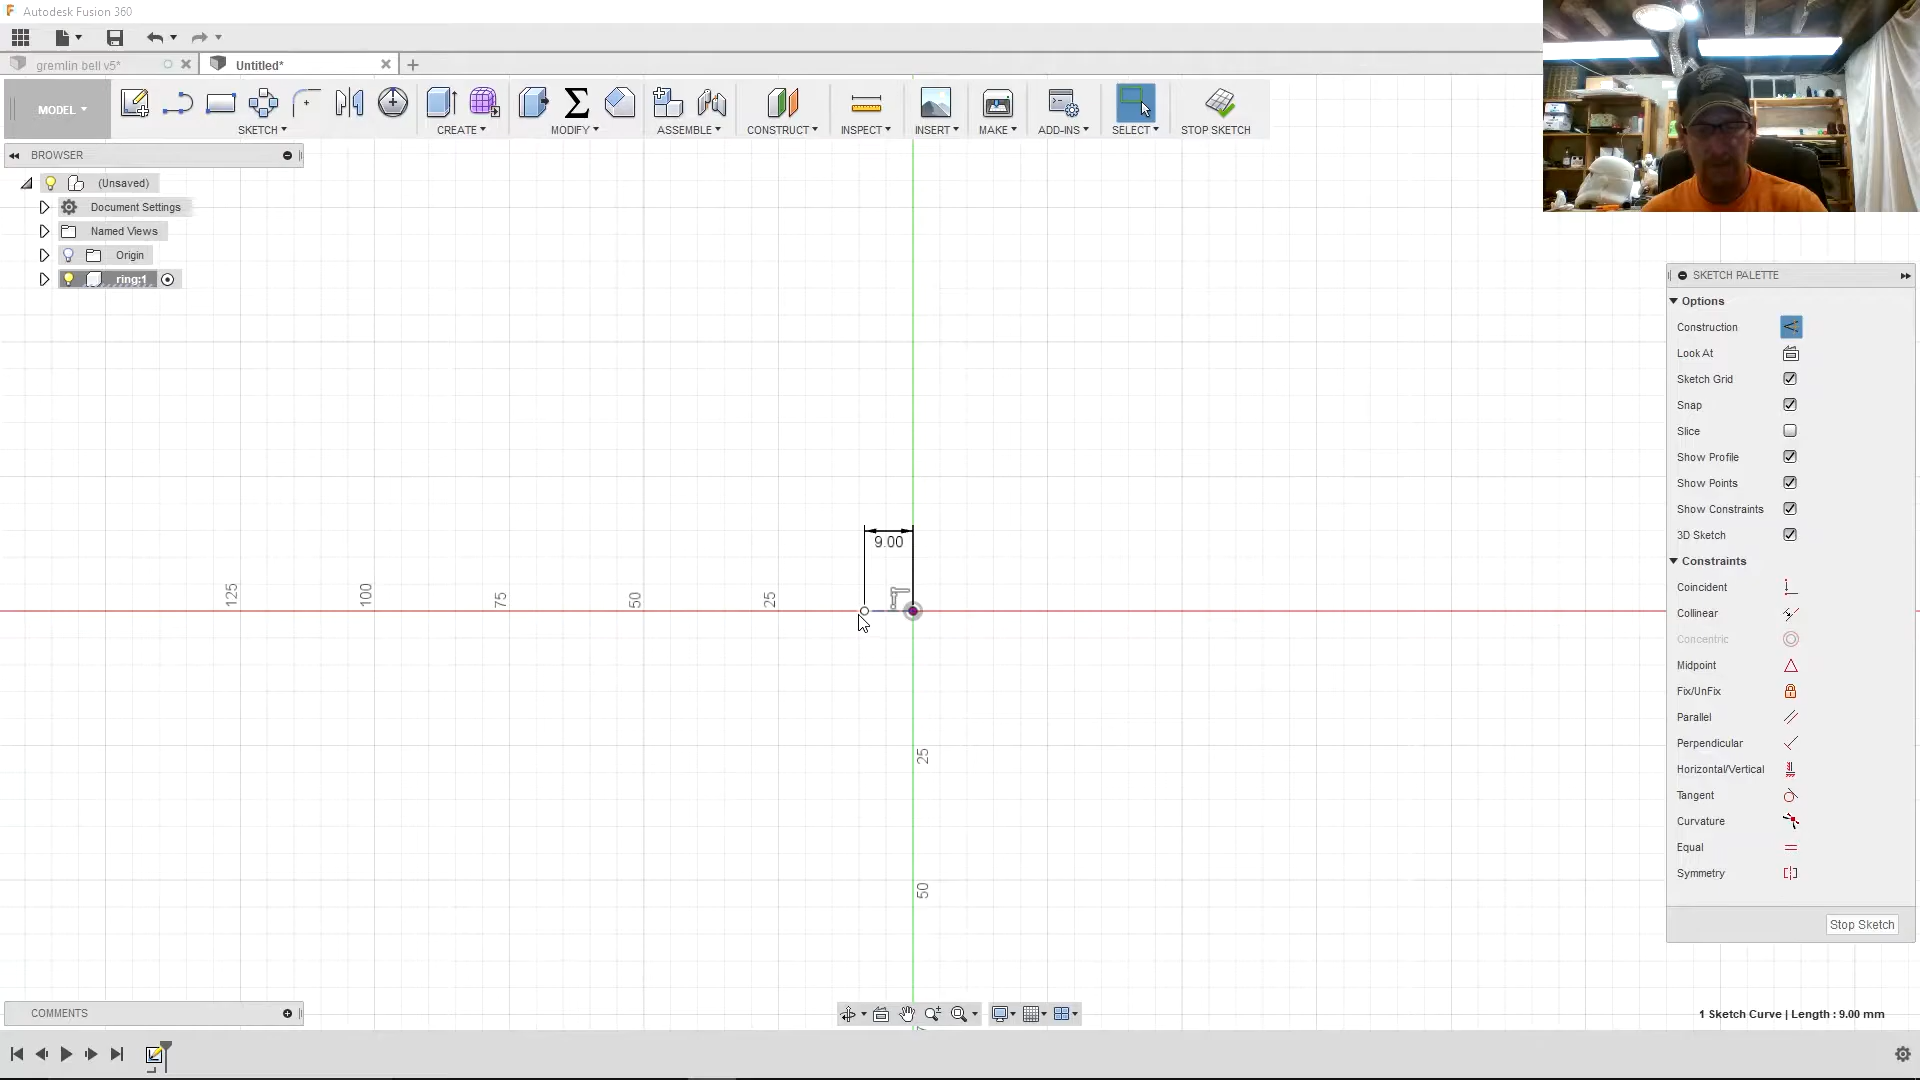 Autodesk Fusion 360
gremlin bell v5*
Untitled*
MODEL
SKETCH
CREATE
MODIFY
ASSEMBLE
CONSTRUCT
INSPECT
INSERT
MAKE
ADD-INS
SELECT
STOP SKETCH
BROWSER
(Unsaved)
Document Settings
Named Views
Origin
ring:1
SKETCH PALETTE
Options
Construction
Look At
Sketch Grid
Snap
Slice
Show Profile
Show Points
Show Constraints
3D Sketch
Constraints
Coincident
Collinear
Concentric
Midpoint
Fix/UnFix
Parallel
Perpendicular
Horizontal/Vertical
Tangent
Curvature
Equal
Symmetry
Stop Sketch
9.00
125
100
75
50
25
25
50
COMMENTS
1 Sketch Curve | Length : 9.00 mm